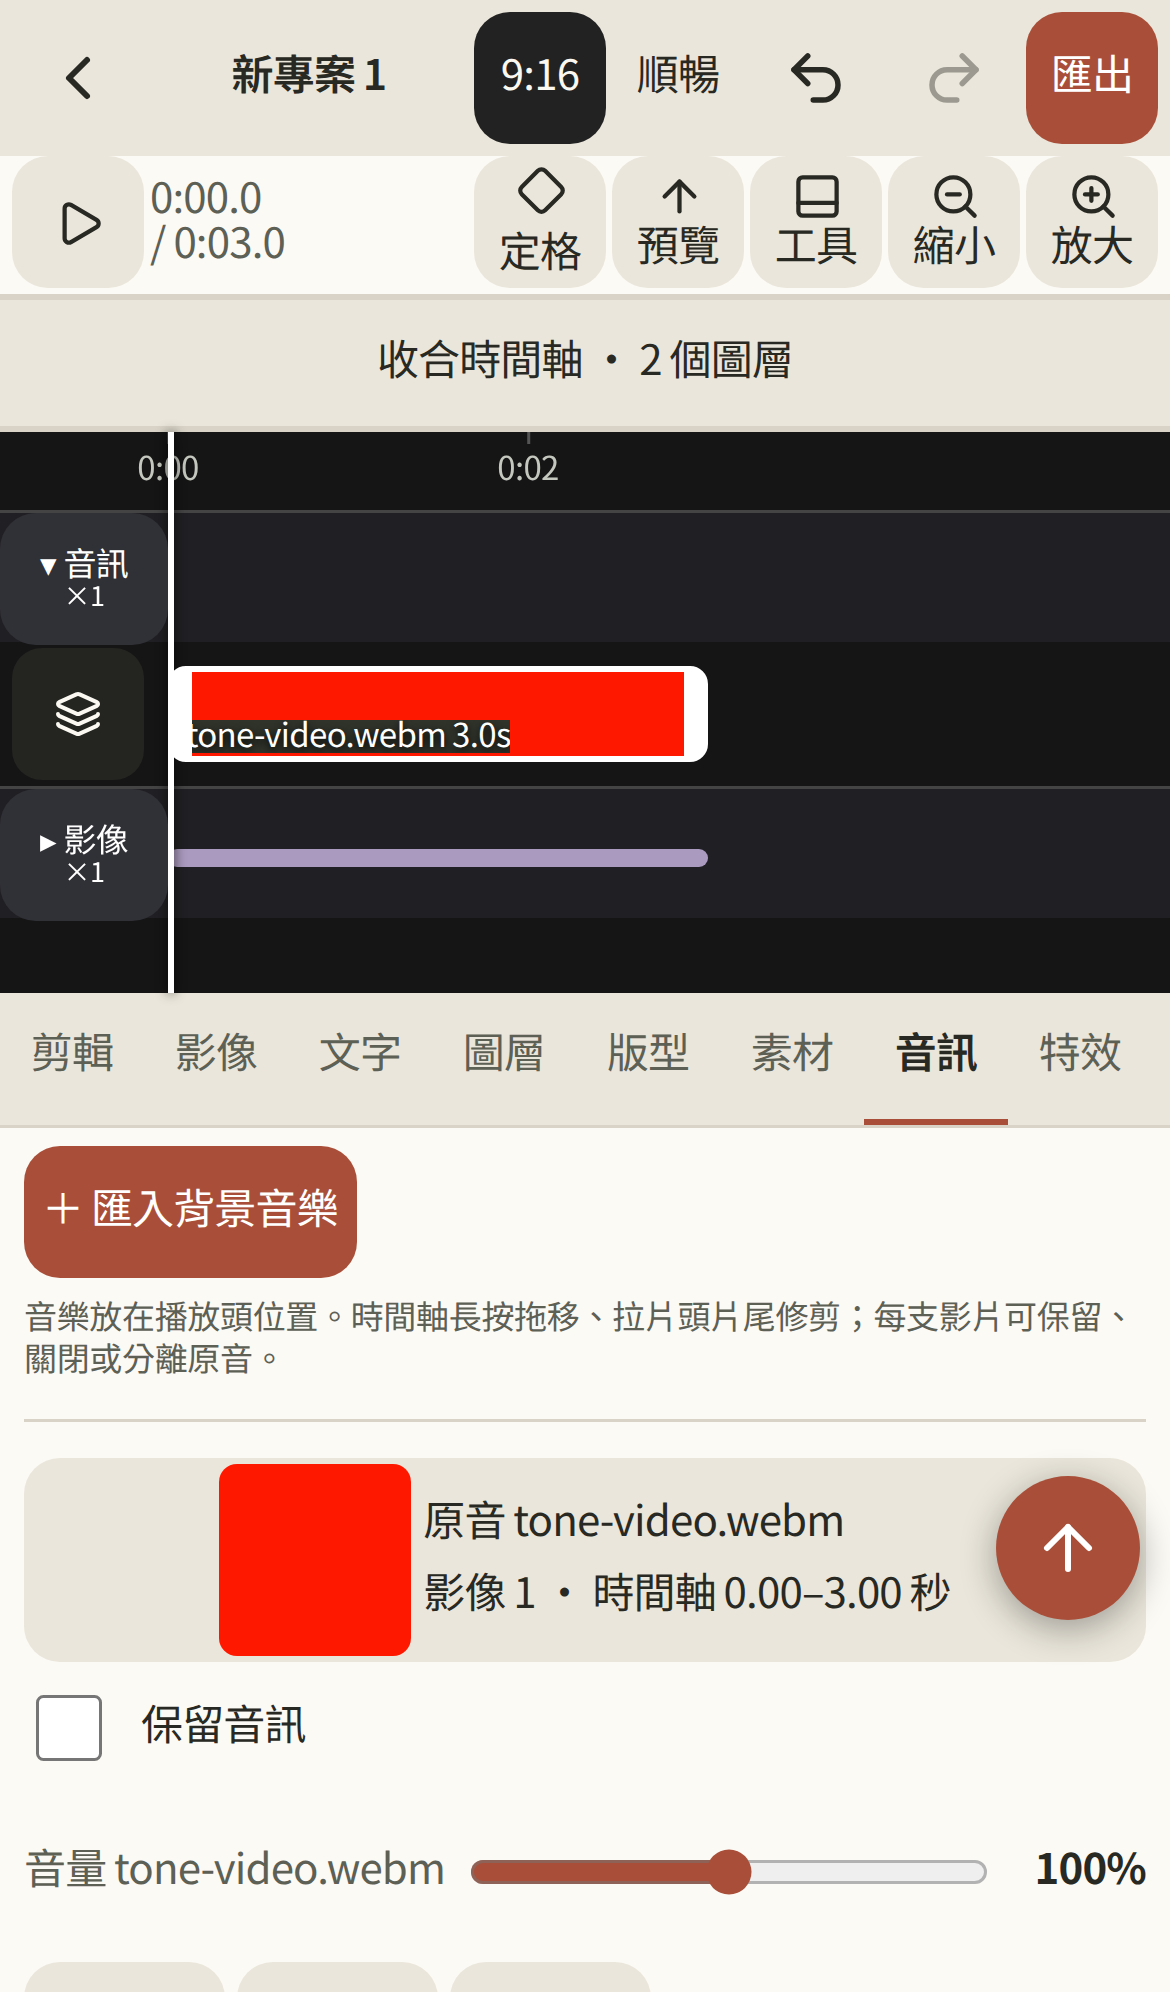 新專案 1
9:16
順暢
匯出
0:00.0
/ 0:03.0
定格
預覽
工具
縮小
放大
收合時間軸 · 2 個圖層
0:00
0:02
▾ 音訊
×1
tone-video.webm 3.0s
▸ 影像
×1
剪輯
影像
文字
圖層
版型
素材
音訊
特效
＋ 匯入背景音樂
音樂放在播放頭位置。時間軸長按拖移、拉片頭片尾修剪；每支影片可保留、
關閉或分離原音。
原音 tone-video.webm
影像 1 · 時間軸 0.00–3.00 秒
保留音訊
音量 tone-video.webm
100%